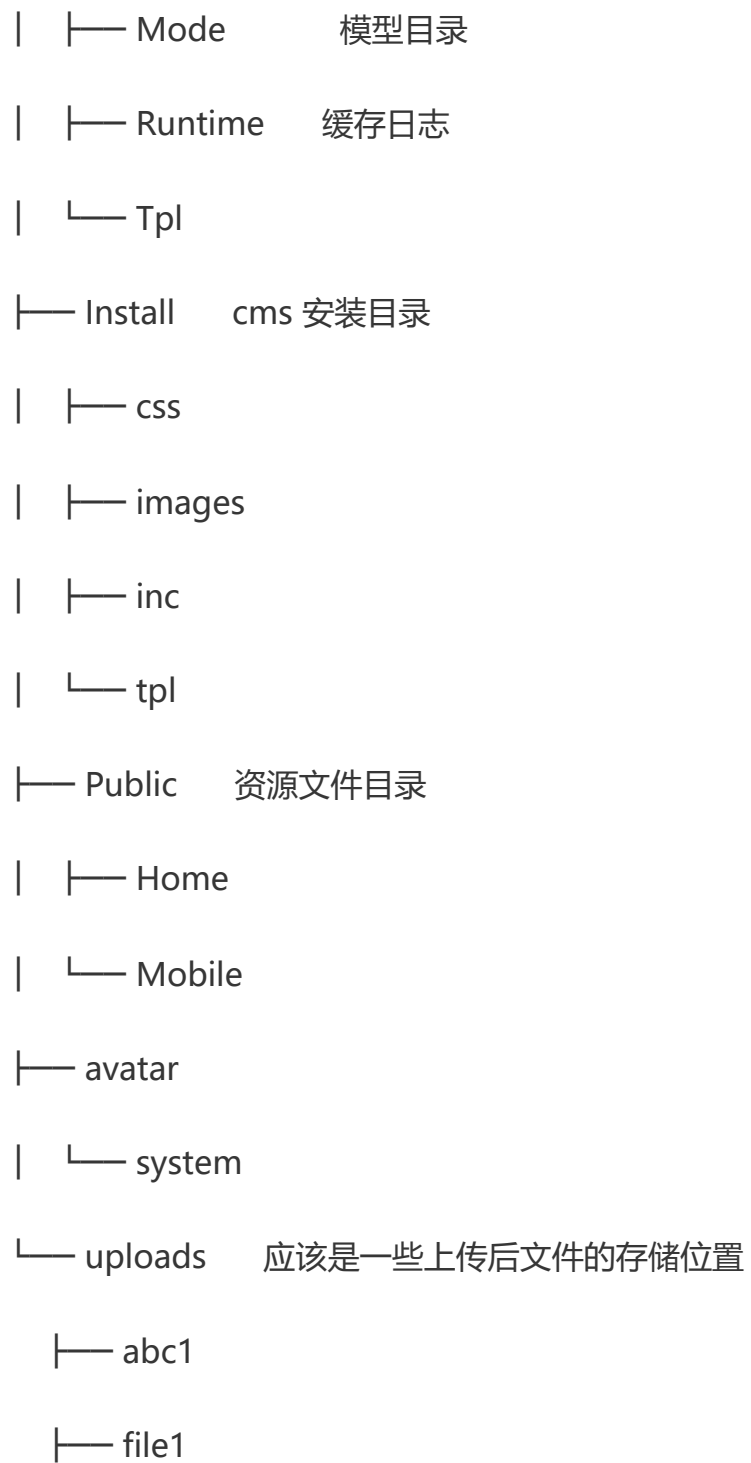 │ ├── Mode 模型目录
│ ├── Runtime 缓存日志
│ └── Tpl
├── Install cms 安装目录
│ ├── css
│ ├── images
│ ├── inc
│ └── tpl
├── Public 资源文件目录
│ ├── Home
│ └── Mobile
├── avatar
│ └── system
└── uploads 应该是一些上传后文件的存储位置
├── abc1
├── file1